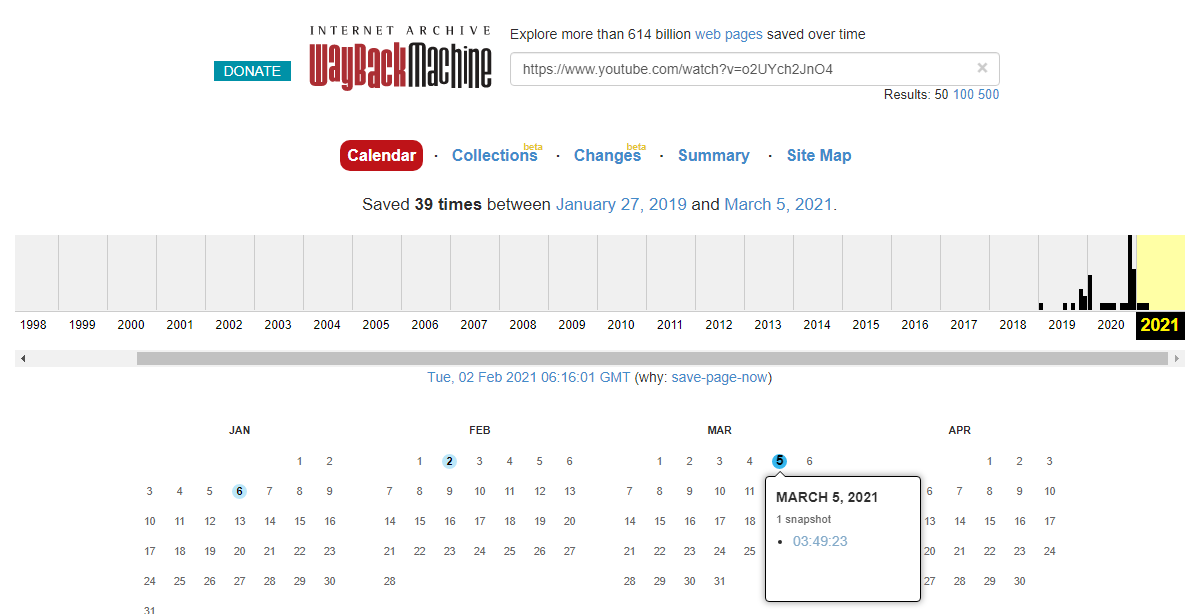 INTERNET ARCHIVE
WayBackMachine
DONATE
Explore more than 614 billion web pages saved over time
https://www.youtube.com/watch?v=o2UYch2JnO4 ×
Results: 50 100 500
Calendar · Collections beta · Changes beta · Summary · Site Map
Saved 39 times between January 27, 2019 and March 5, 2021.
1998 1999 2000 2001 2002 2003 2004 2005 2006 2007 2008 2009 2010 2011 2012 2013 2014 2015 2016 2017 2018 2019 2020 2021
Tue, 02 Feb 2021 06:16:01 GMT (why: save-page-now)
JAN
1 2
3 4 5 6 7 8 9
10 11 12 13 14 15 16
17 18 19 20 21 22 23
24 25 26 27 28 29 30
31
FEB
1 2 3 4 5 6
7 8 9 10 11 12 13
14 15 16 17 18 19 20
21 22 23 24 25 26 27
28
MAR
1 2 3 4 5 6
7 8 9 10 11
14 15 16 17 18
21 22 23 24 25
28 29 30 31
MARCH 5, 2021
1 snapshot
• 03:49:23
APR
1 2 3
6 7 8 9 10
13 14 15 16 17
20 21 22 23 24
27 28 29 30